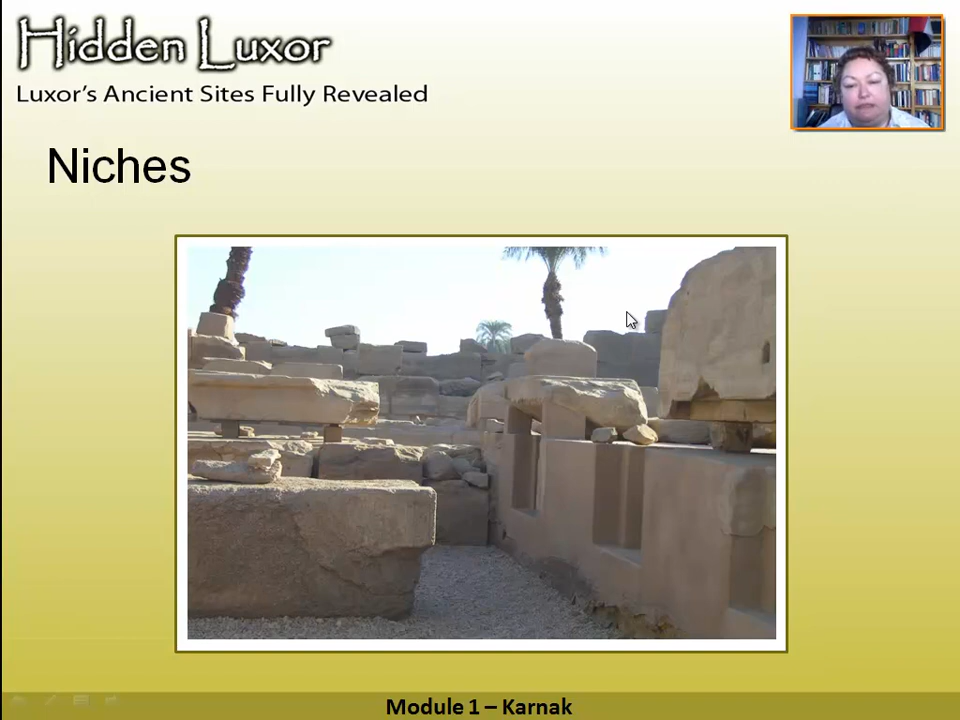 Hidden Luxor
Luxor's Ancient Sites Fully Revealed
Niches
Module 1 – Karnak